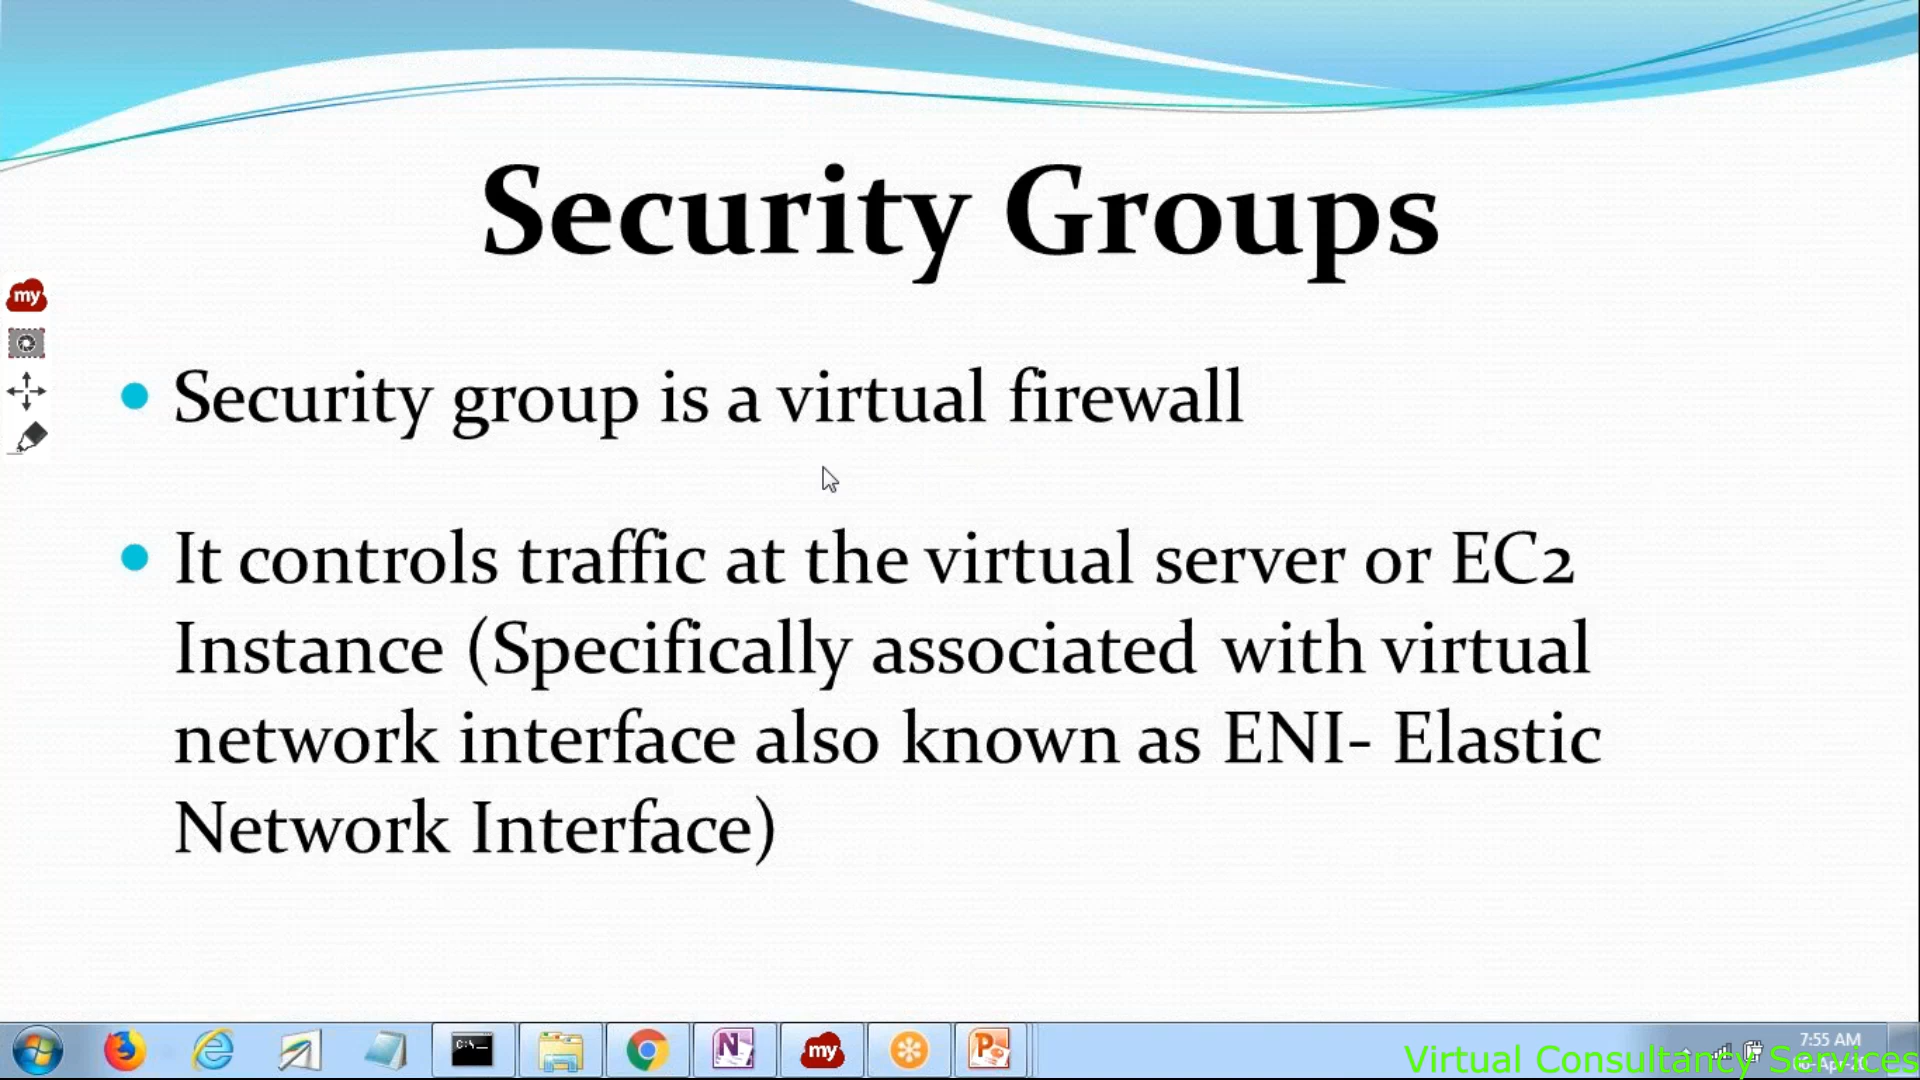 Security Groups
my
Security group is a virtual firewall
It controls traffic at the virtual server or EC2
Instance (Specifically associated with virtual
network interface also known as ENI- Elastic
Network Interface)
C:\
N
my
P
7:55 AM
Virtual Consultancy Services